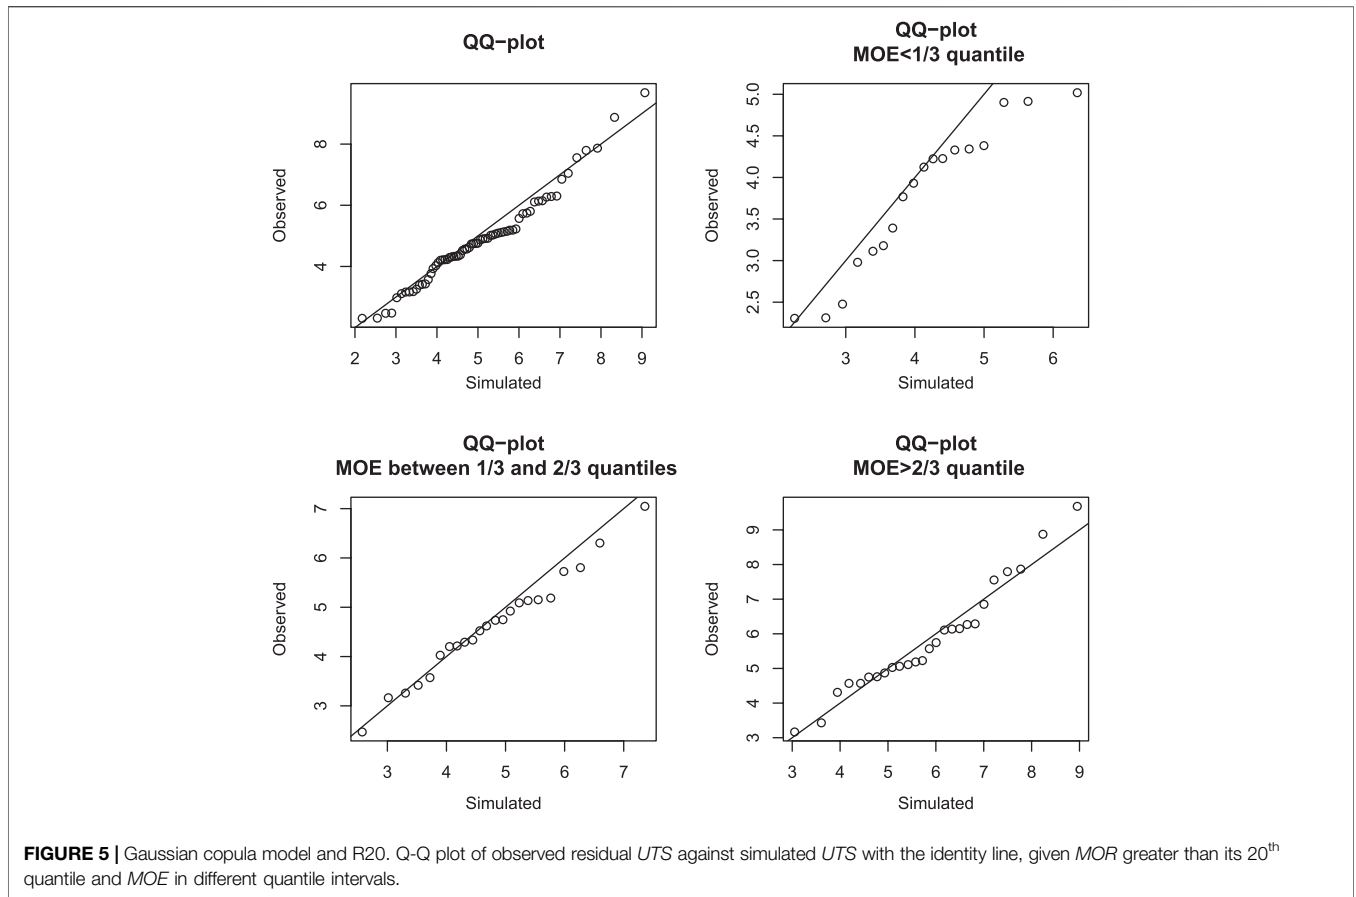 QQ−plot
8
6
4
Observed
2 3 4 5 6 7 8 9
Simulated
QQ−plot
MOE<1/3 quantile
5.0
4.5
4.0
3.5
3.0
2.5
Observed
3 4 5 6
Simulated
QQ−plot
MOE between 1/3 and 2/3 quantiles
7
6
5
4
3
Observed
3 4 5 6 7
Simulated
QQ−plot
MOE>2/3 quantile
9
8
7
6
5
4
3
Observed
3 4 5 6 7 8 9
Simulated
FIGURE 5 | Gaussian copula model and R20. Q-Q plot of observed residual UTS against simulated UTS with the identity line, given MOR greater than its 20th
quantile and MOE in different quantile intervals.